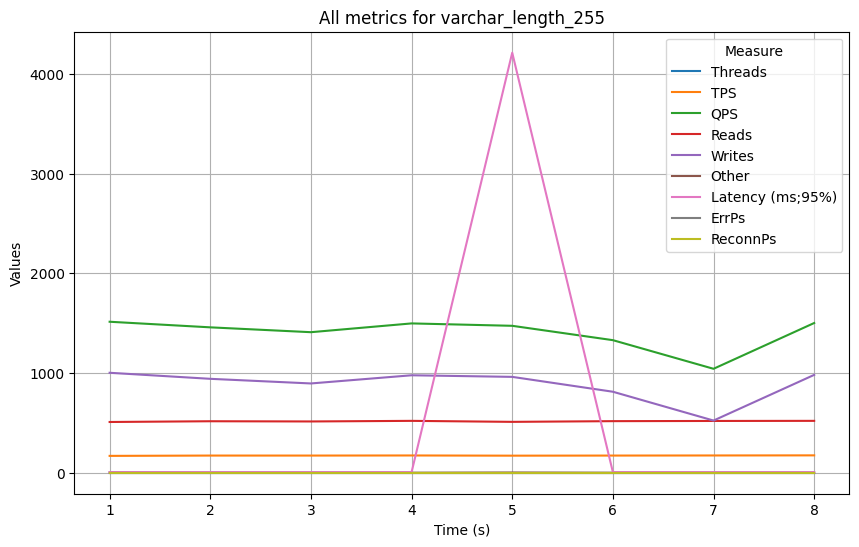 All metrics for varchar_length_255
Measure
Threads
TPS
QPS
Reads
Writes
Other
Latency (ms;95%)
ErrPs
ReconnPs
Values
4000
3000
2000
1000
0
1 2 3 4 5 6 7 8
Time (s)